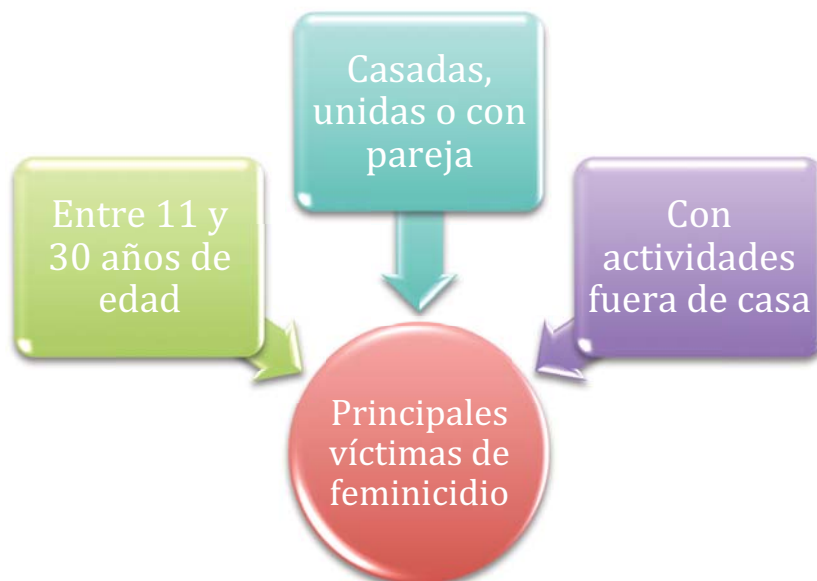 Casadas,
unidas o con
pareja
Entre 11 y
30 años de
edad
Con
actividades
fuera de casa
Principales
víctimas de
feminicidio